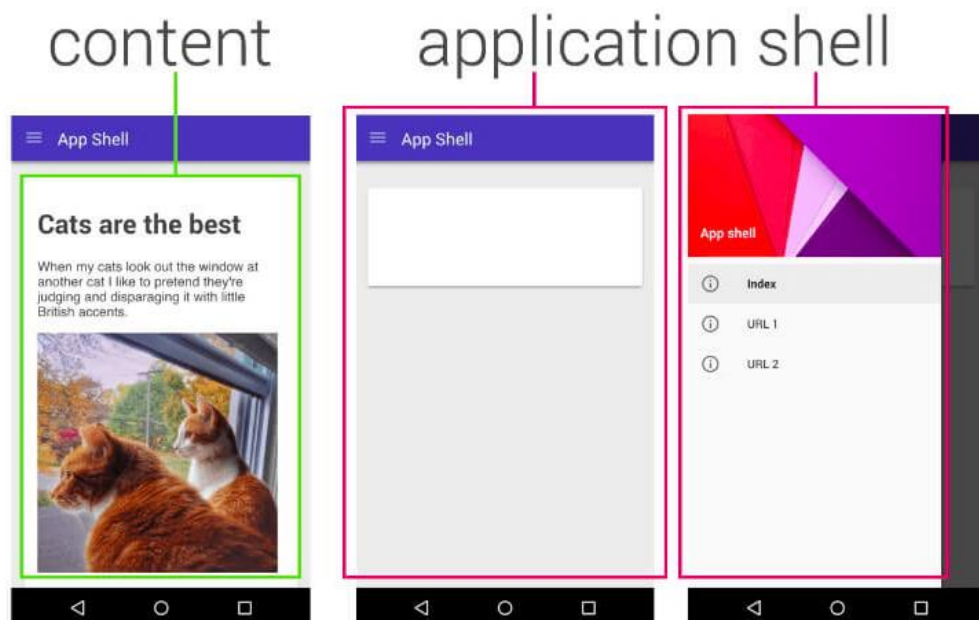 content
application shell
App Shell
Cats are the best
When my cats look out the window at
another cat I like to pretend they're
judging and disparaging it with little
British accents.
App Shell
App shell
Index
URL 1
URL 2